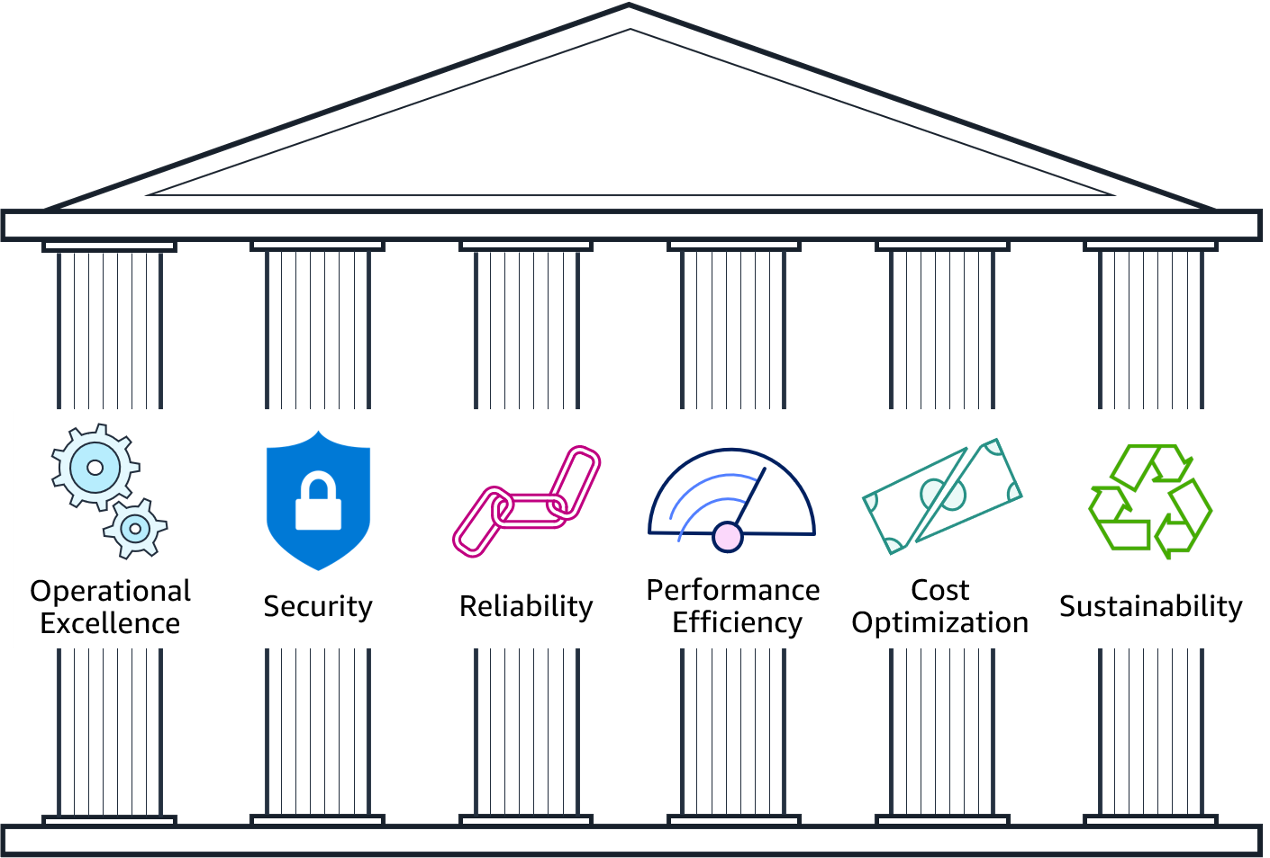 Operational
Excellence
Security
Reliability
Performance
Efficiency
Cost
Optimization
Sustainability